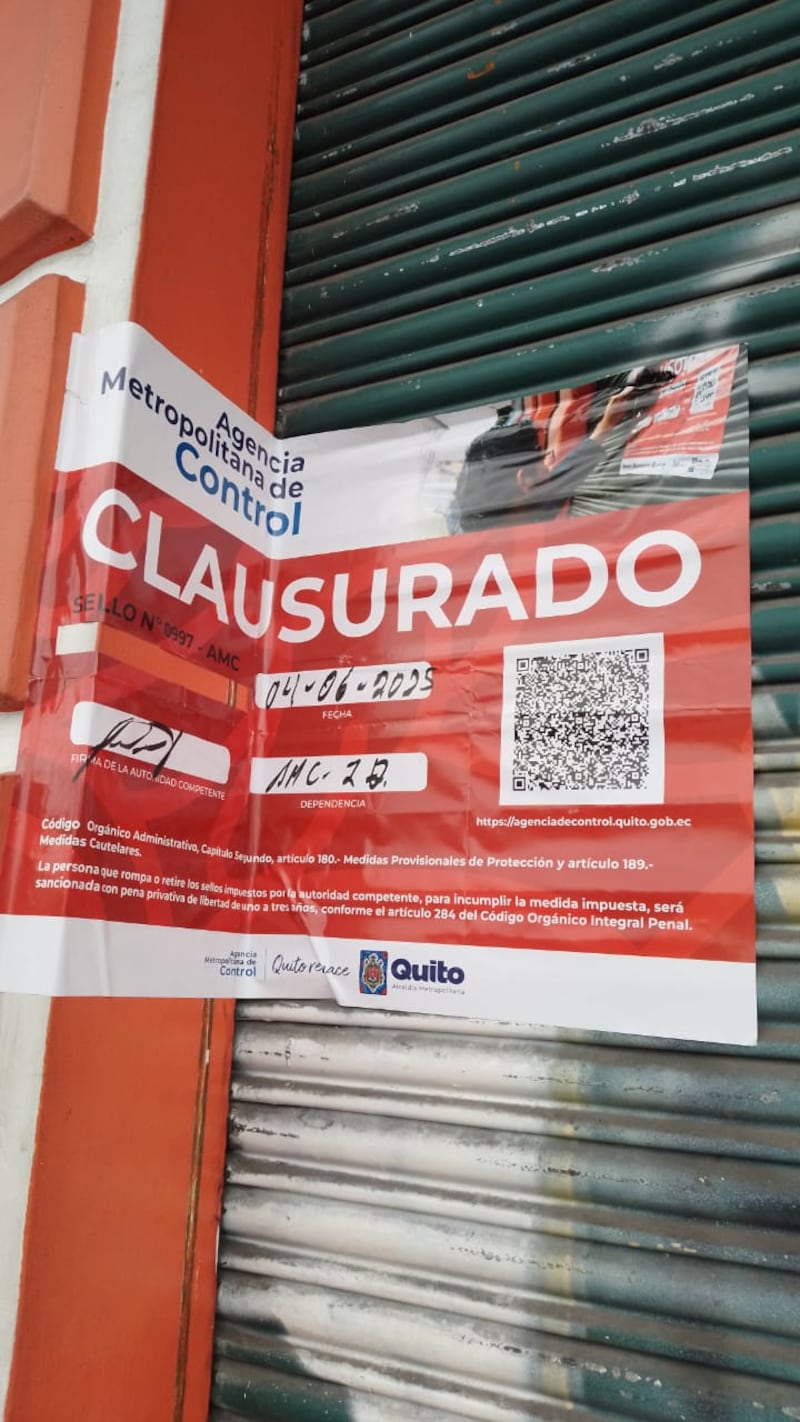 Agencia
Metropolitana de
Control
CLAUSURADO
SELLO N° 0997 - AMC
04-06-2025
FECHA
FIRMA DE LA AUTORIDAD COMPETENTE
AMC-
DEPENDENCIA
https://agenciadecontrol.quito.gob.ec
Código Orgánico Administrativo, Capítulo Segundo, artículo 180.- Medidas Provisionales de Protección y artículo 189.-
Medidas Cautelares.
La persona que rompa o retire los sellos impuestos por la autoridad competente, para incumplir la medida impuesta, será
sancionada con pena privativa de libertad de uno a tres años, conforme el artículo 284 del Código Orgánico Integral Penal.
Agencia
Metropolitana de
Control
Quito renace
Quito
Alcaldía Metropolitana